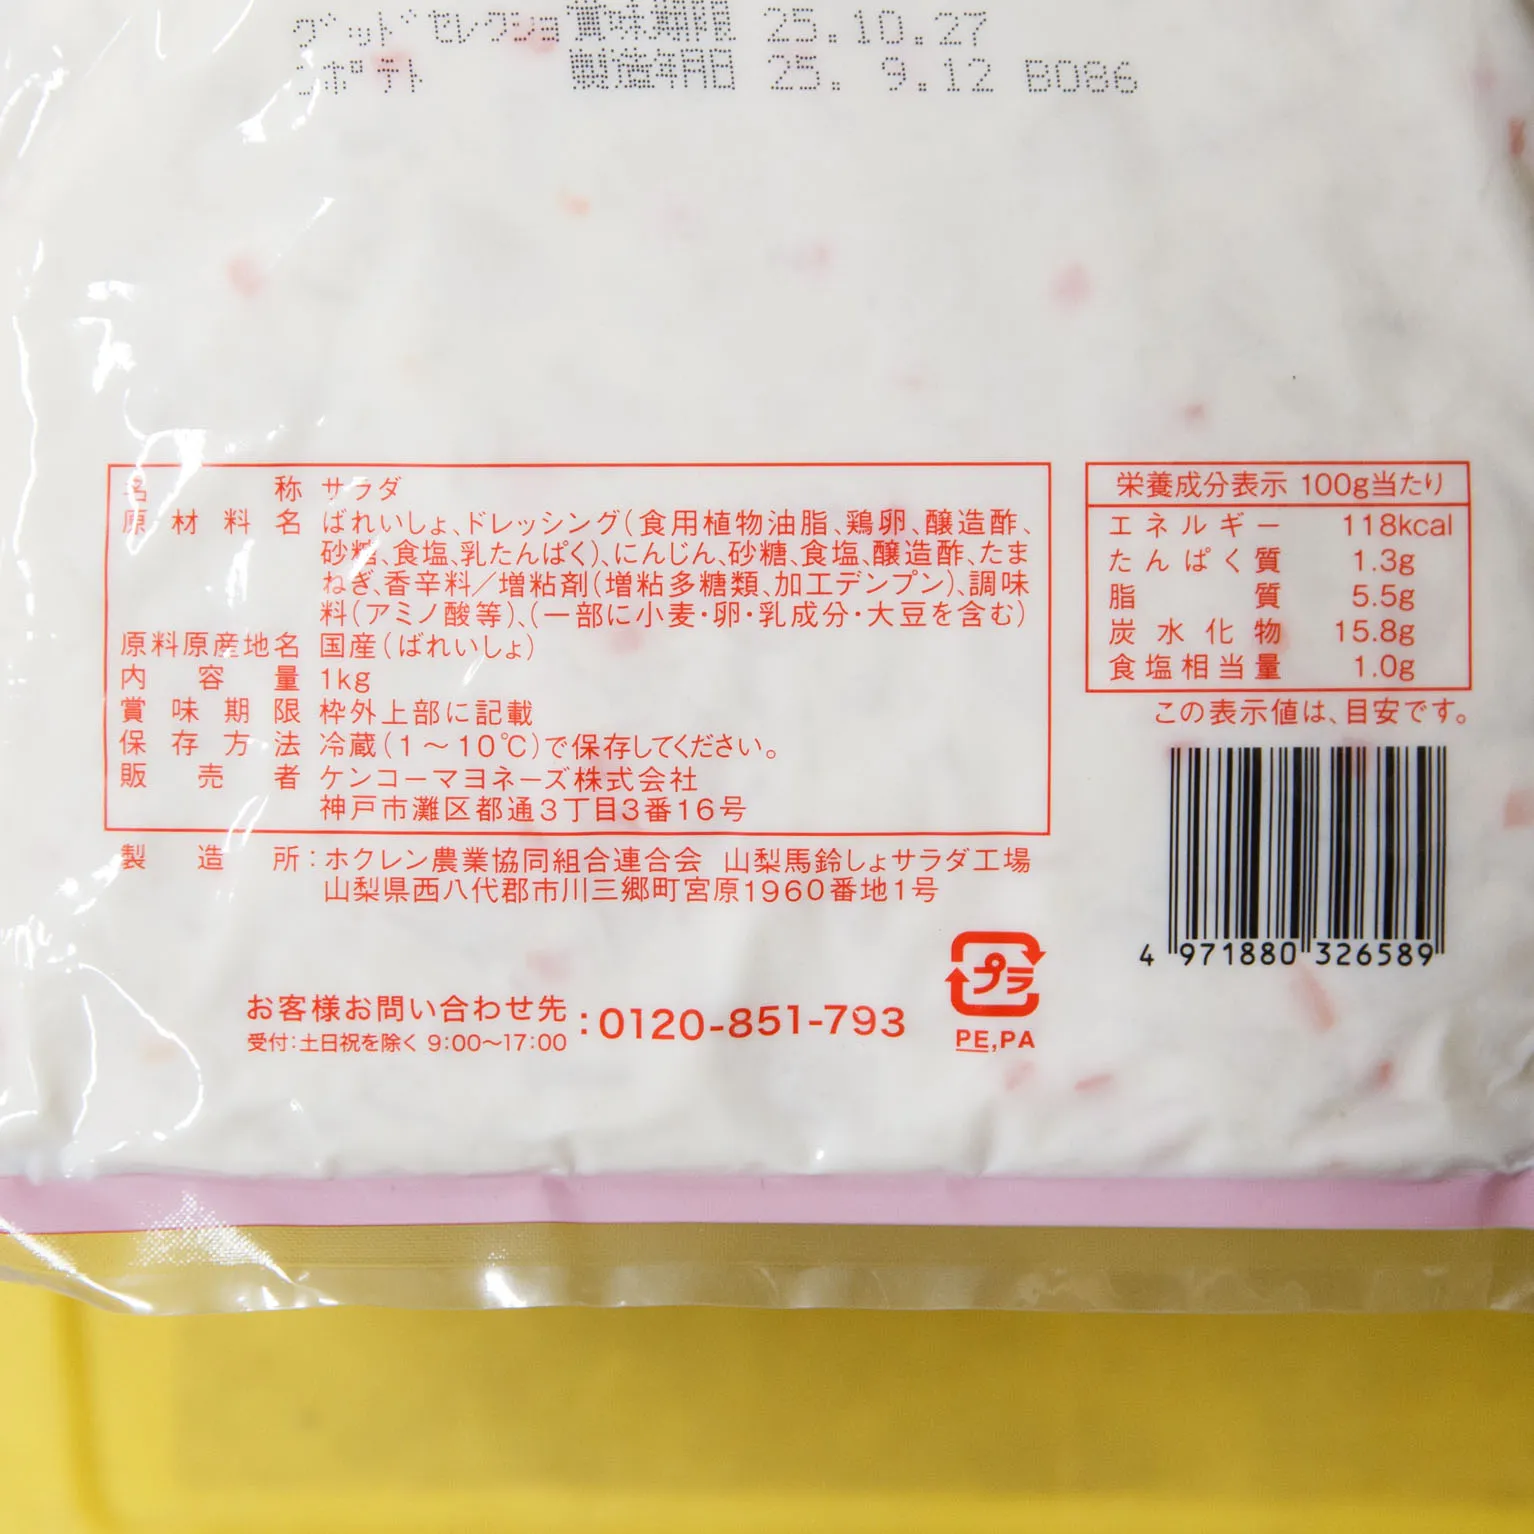 グッドセレクショ 賞味期限 25.10.27
ンポテト 製造年月日 25. 9.12 B086
名称 サラダ
原材料名 ばれいしょ、ドレッシング(食用植物油脂、鶏卵、醸造酢、
砂糖、食塩、乳たんぱく)、にんじん、砂糖、食塩、醸造酢、たま
ねぎ、香辛料/増粘剤(増粘多糖類、加工デンプン)、調味
料(アミノ酸等)、(一部に小麦・卵・乳成分・大豆を含む)
原料原産地名 国産(ばれいしょ)
内容量 1kg
賞味期限 枠外上部に記載
保存方法 冷蔵(1~10℃)で保存してください。
販売者 ケンコーマヨネーズ株式会社
神戸市灘区都通3丁目3番16号
製造所:ホクレン農業協同組合連合会 山梨馬鈴しょサラダ工場
山梨県西八代郡市川三郷町宮原1960番地1号
栄養成分表示 100g当たり
エネルギー 118kcal
たんぱく質 1.3g
脂質 5.5g
炭水化物 15.8g
食塩相当量 1.0g
この表示値は、目安です。
4 971880 326589
お客様お問い合わせ先:0120-851-793
受付:土日祝を除く 9:00~17:00
プラ
PE,PA